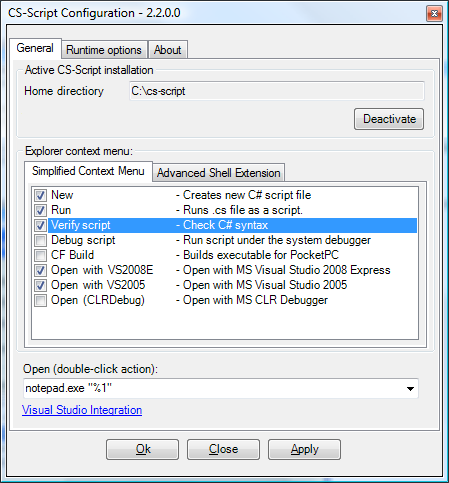 CS-Script Configuration - 2.2.0.0
General Runtime options About
Active CS-Script installation
Home directory C:\cs-script
Deactivate
Explorer context menu:
Simplified Context Menu Advanced Shell Extension
New - Creates new C# script file
Run - Runs .cs file as a script.
Verify script - Check C# syntax
Debug script - Run script under the system debugger
CF Build - Builds executable for PocketPC
Open with VS2008E - Open with MS Visual Studio 2008 Express
Open with VS2005 - Open with MS Visual Studio 2005
Open (CLRDebug) - Open with MS CLR Debugger
Open (double-click action):
notepad.exe "%1"
Visual Studio Integration
Ok Close Apply